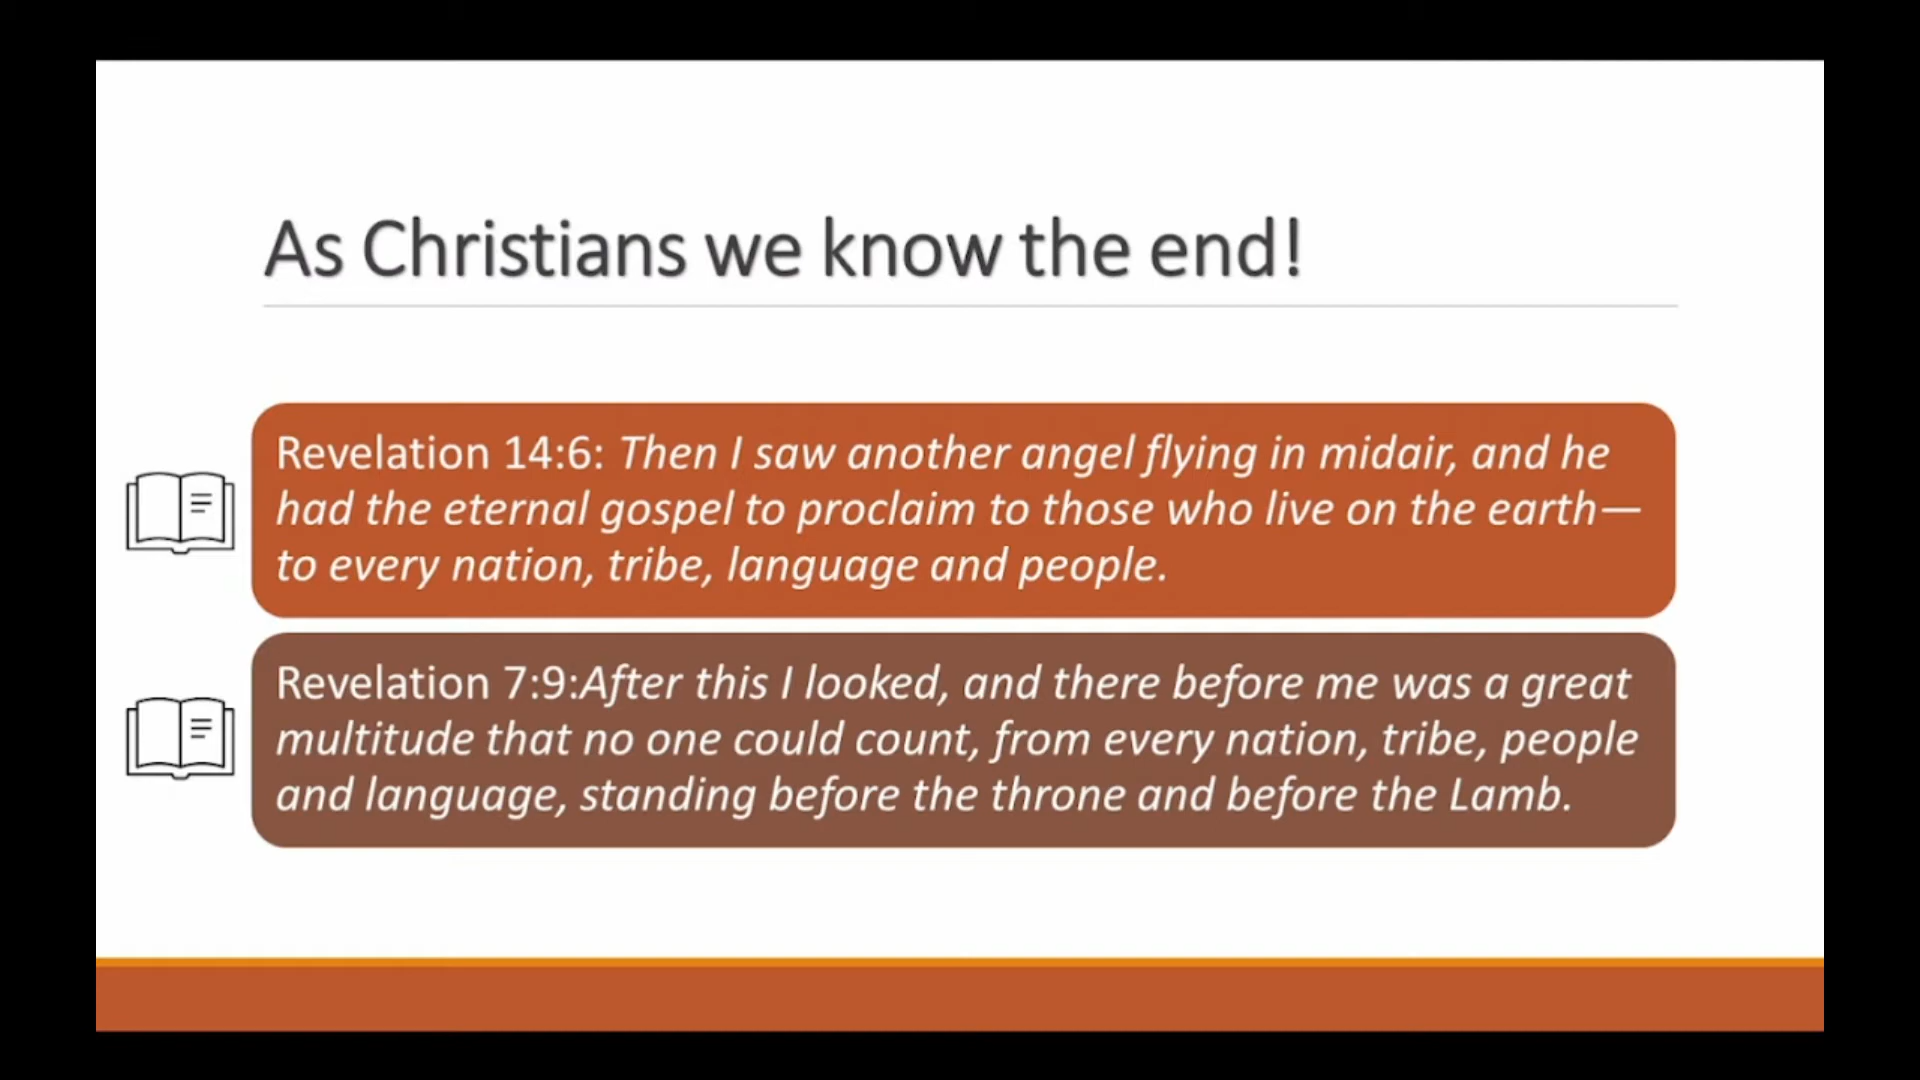 As Christians we know the end!
Revelation 14:6: Then I saw another angel flying in midair, and he
had the eternal gospel to proclaim to those who live on the earth—
to every nation, tribe, language and people.
Revelation 7:9:After this I looked, and there before me was a great
multitude that no one could count, from every nation, tribe, people
and language, standing before the throne and before the Lamb.